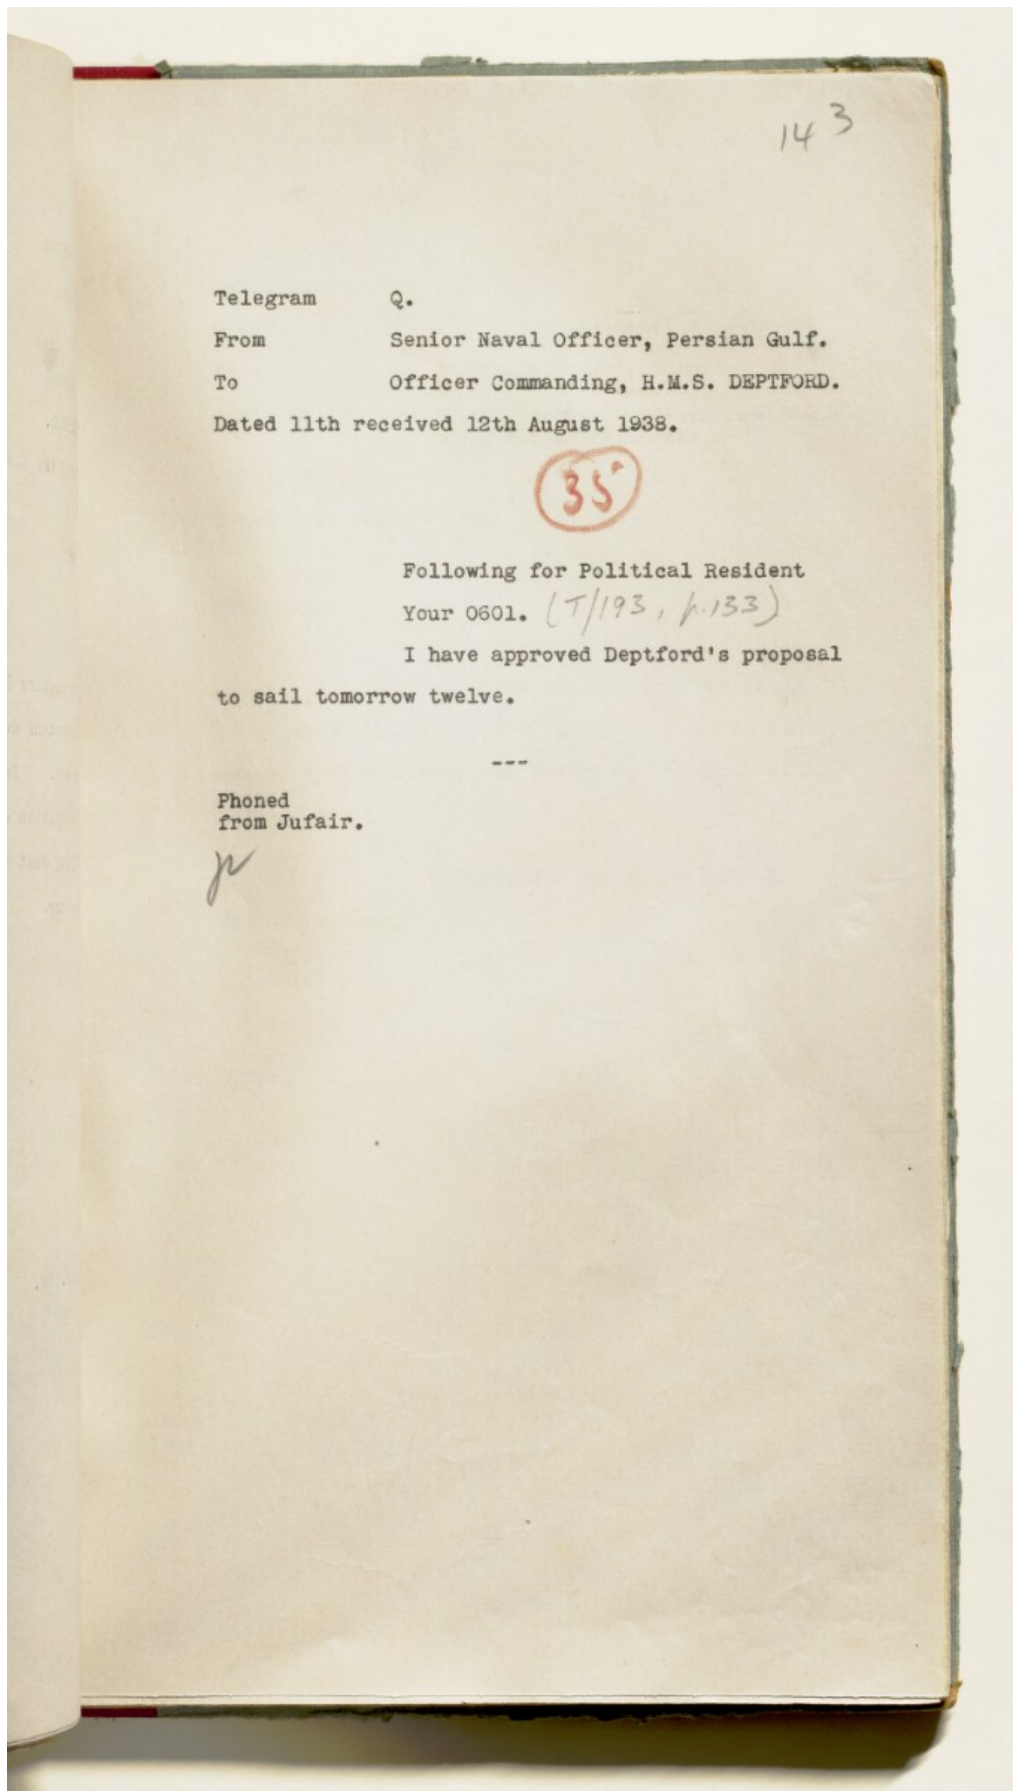 143
Telegram Q.
From Senior Naval Officer, Persian Gulf.
To Officer Commanding, H.M.S. DEPTFORD.
Dated 11th received 12th August 1938.
35
Following for Political Resident
Your 0601. (T/193, p.133)
I have approved Deptford's proposal
to sail tomorrow twelve.
---
Phoned
from Jufair.